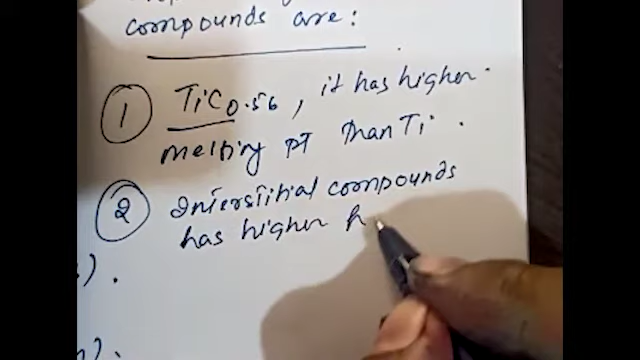 compounds are:
① TiC0.56, it has higher
melting pt than Ti.
② Interstitial compounds
has higher h
).
).